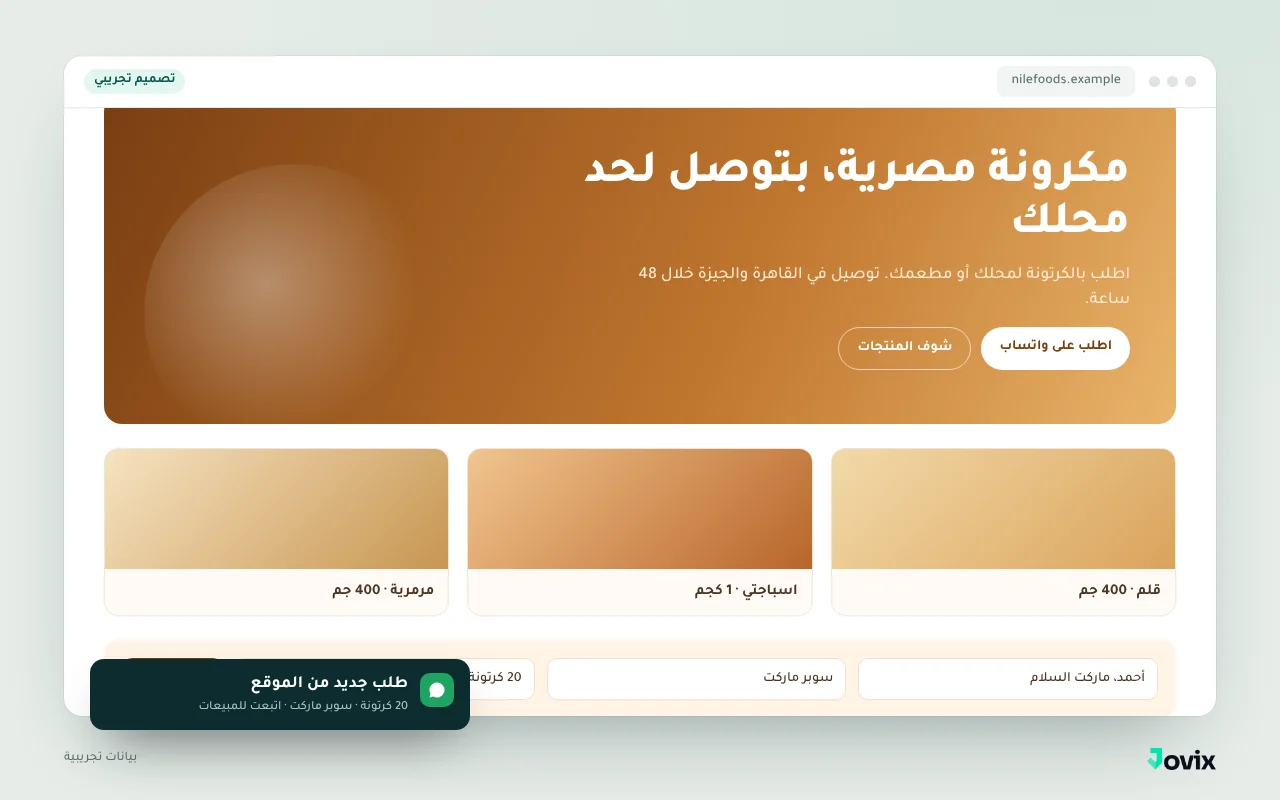 nilefoods.example
تصميم تجريبي
مكرونة مصرية، بتوصل لحد
محلك
اطلب بالكرتونة لمحلك أو مطعمك. توصيل في القاهرة والجيزة خلال 48
ساعة.
اطلب على واتساب
شوف المنتجات
قلم · 400 جم
اسباجتي · 1 كجم
مرمرية · 400 جم
أحمد، ماركت السلام
سوبر ماركت
20 كرتونة
طلب جديد من الموقع
20 كرتونة · سوبر ماركت · اتبعت للمبيعات
Jovix
بيانات تجريبية